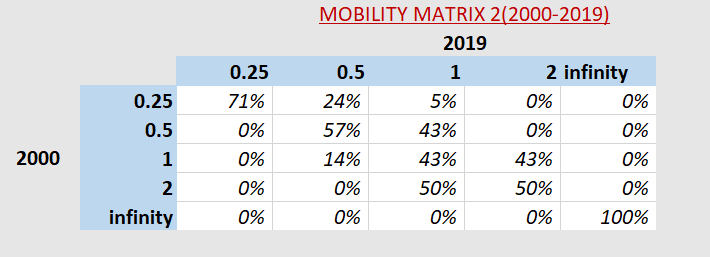 MOBILITY MATRIX 2(2000-2019)
2019
0.25 0.5 1 2 infinity
0.25 71% 24% 5% 0% 0%
0.5 0% 57% 43% 0% 0%
2000 1 0% 14% 43% 43% 0%
2 0% 0% 50% 50% 0%
infinity 0% 0% 0% 0% 100%